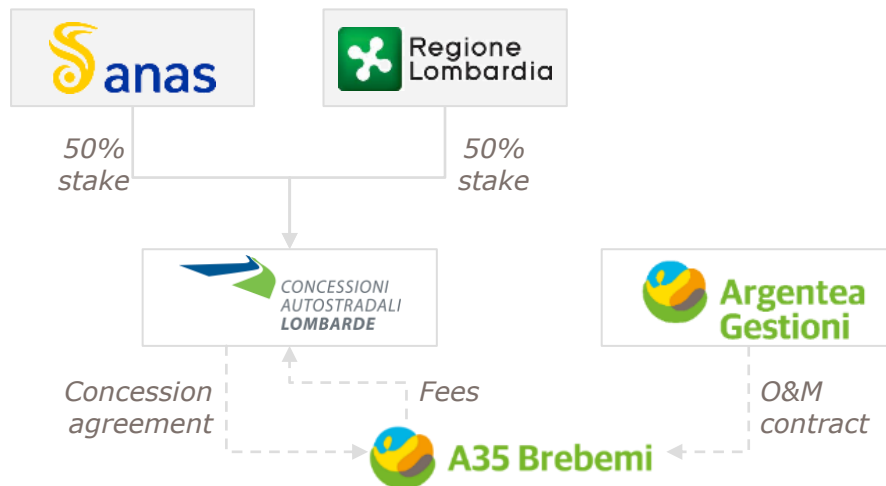 anas
Regione
Lombardia
50%
stake
50%
stake
CONCESSIONI
AUTOSTRADALI
LOMBARDE
Argentea
Gestioni
Concession
agreement
Fees
O&M
contract
A35 Brebemi